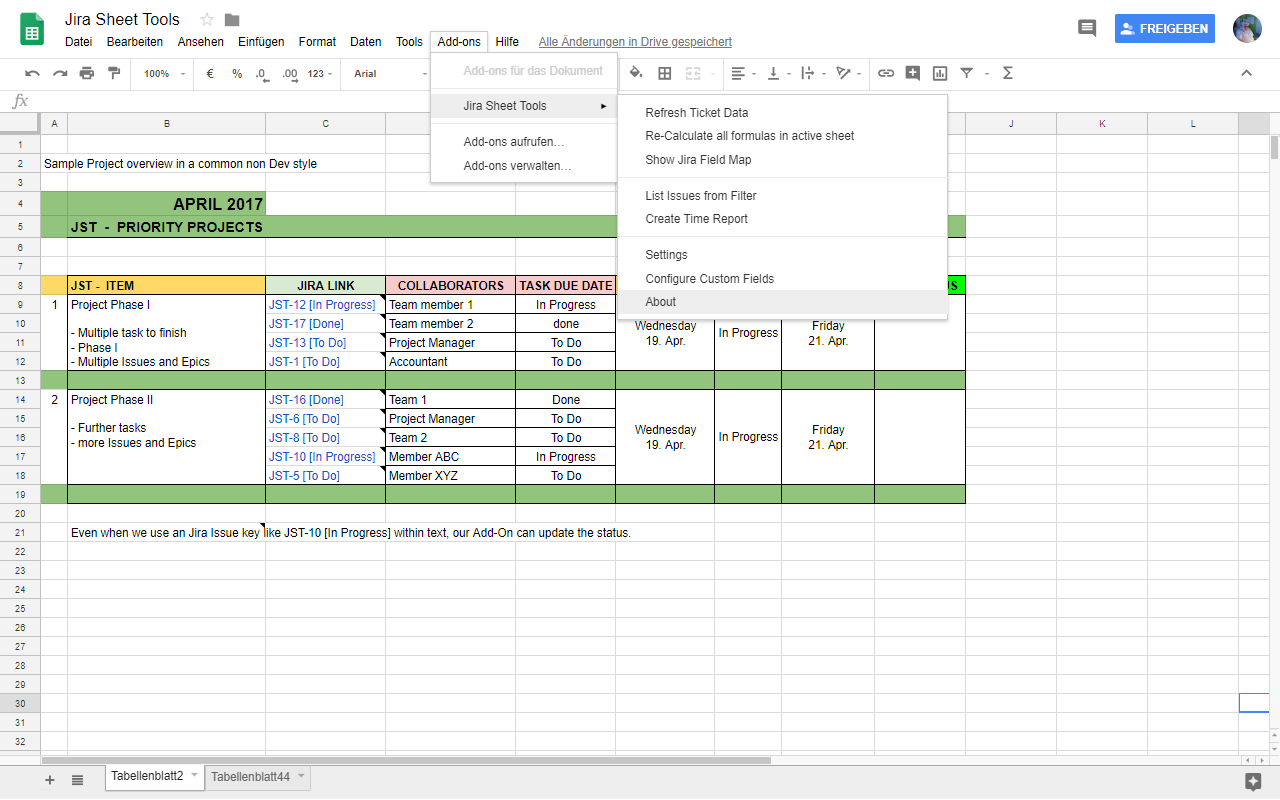 Jira Sheet Tools
Datei Bearbeiten Ansehen Einfügen Format Daten Tools Add-ons Hilfe Alle Änderungen in Drive gespeichert
FREIGEBEN
100% € % .0 .00 123 Arial
Add-ons für das Dokument
Jira Sheet Tools
Add-ons aufrufen…
Add-ons verwalten…
Refresh Ticket Data
Re-Calculate all formulas in active sheet
Show Jira Field Map
List Issues from Filter
Create Time Report
Settings
Configure Custom Fields
About
fx
A B C J K L
1
2 Sample Project overview in a common non Dev style
3
4 APRIL 2017
5 JST - PRIORITY PROJECTS
6
7
8 JST - ITEM JIRA LINK COLLABORATORS TASK DUE DATE US
9 1 Project Phase I JST-12 [In Progress] Team member 1 In Progress
10 - Multiple task to finish JST-17 [Done] Team member 2 done Wednesday In Progress Friday
11 - Phase I JST-13 [To Do] Project Manager To Do 19. Apr. 21. Apr.
12 - Multiple Issues and Epics JST-1 [To Do] Accountant To Do
13
14 2 Project Phase II JST-16 [Done] Team 1 Done
15 - Further tasks JST-6 [To Do] Project Manager To Do
16 - more Issues and Epics JST-8 [To Do] Team 2 To Do Wednesday In Progress Friday
17 JST-10 [In Progress] Member ABC In Progress 19. Apr. 21. Apr.
18 JST-5 [To Do] Member XYZ To Do
19
20
21 Even when we use an Jira Issue key like JST-10 [In Progress] within text, our Add-On can update the status.
22
23
24
25
26
27
28
29
30
31
32
Tabellenblatt2 Tabellenblatt44